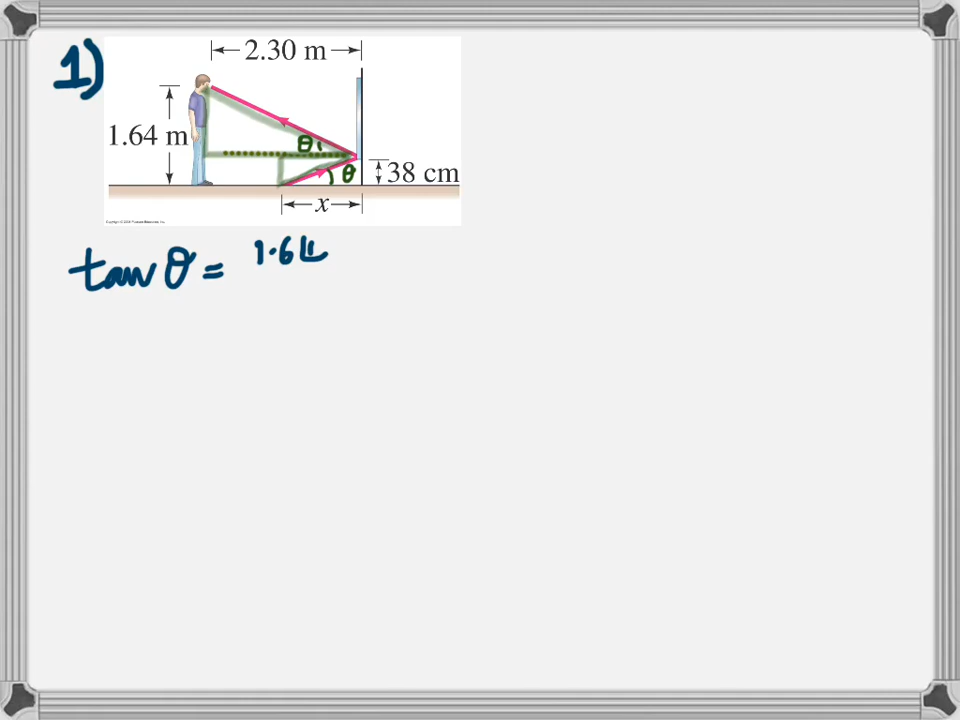 1)
2.30 m
θ
1.64 m
θ
38 cm
x
tan θ = 1.64